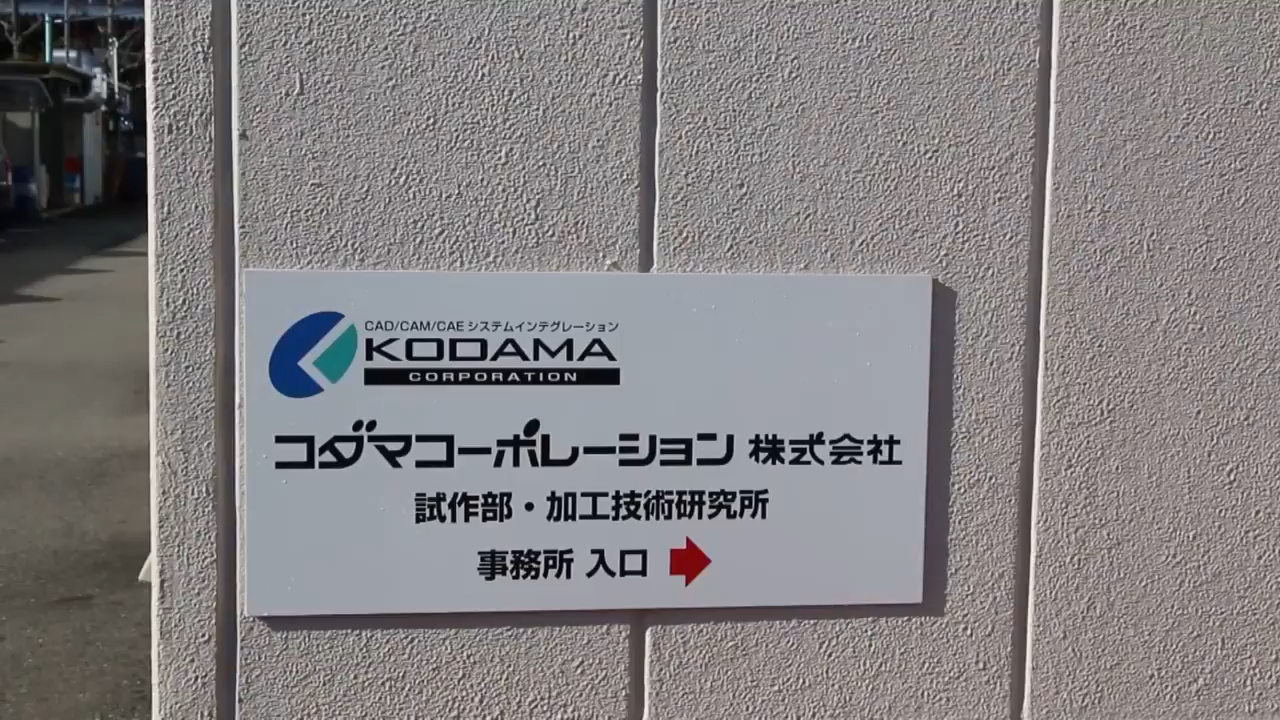 CAD/CAM/CAE システムインテグレーション
KODAMA
CORPORATION
コダマコーポレーション 株式会社
試作部・加工技術研究所
事務所 入口